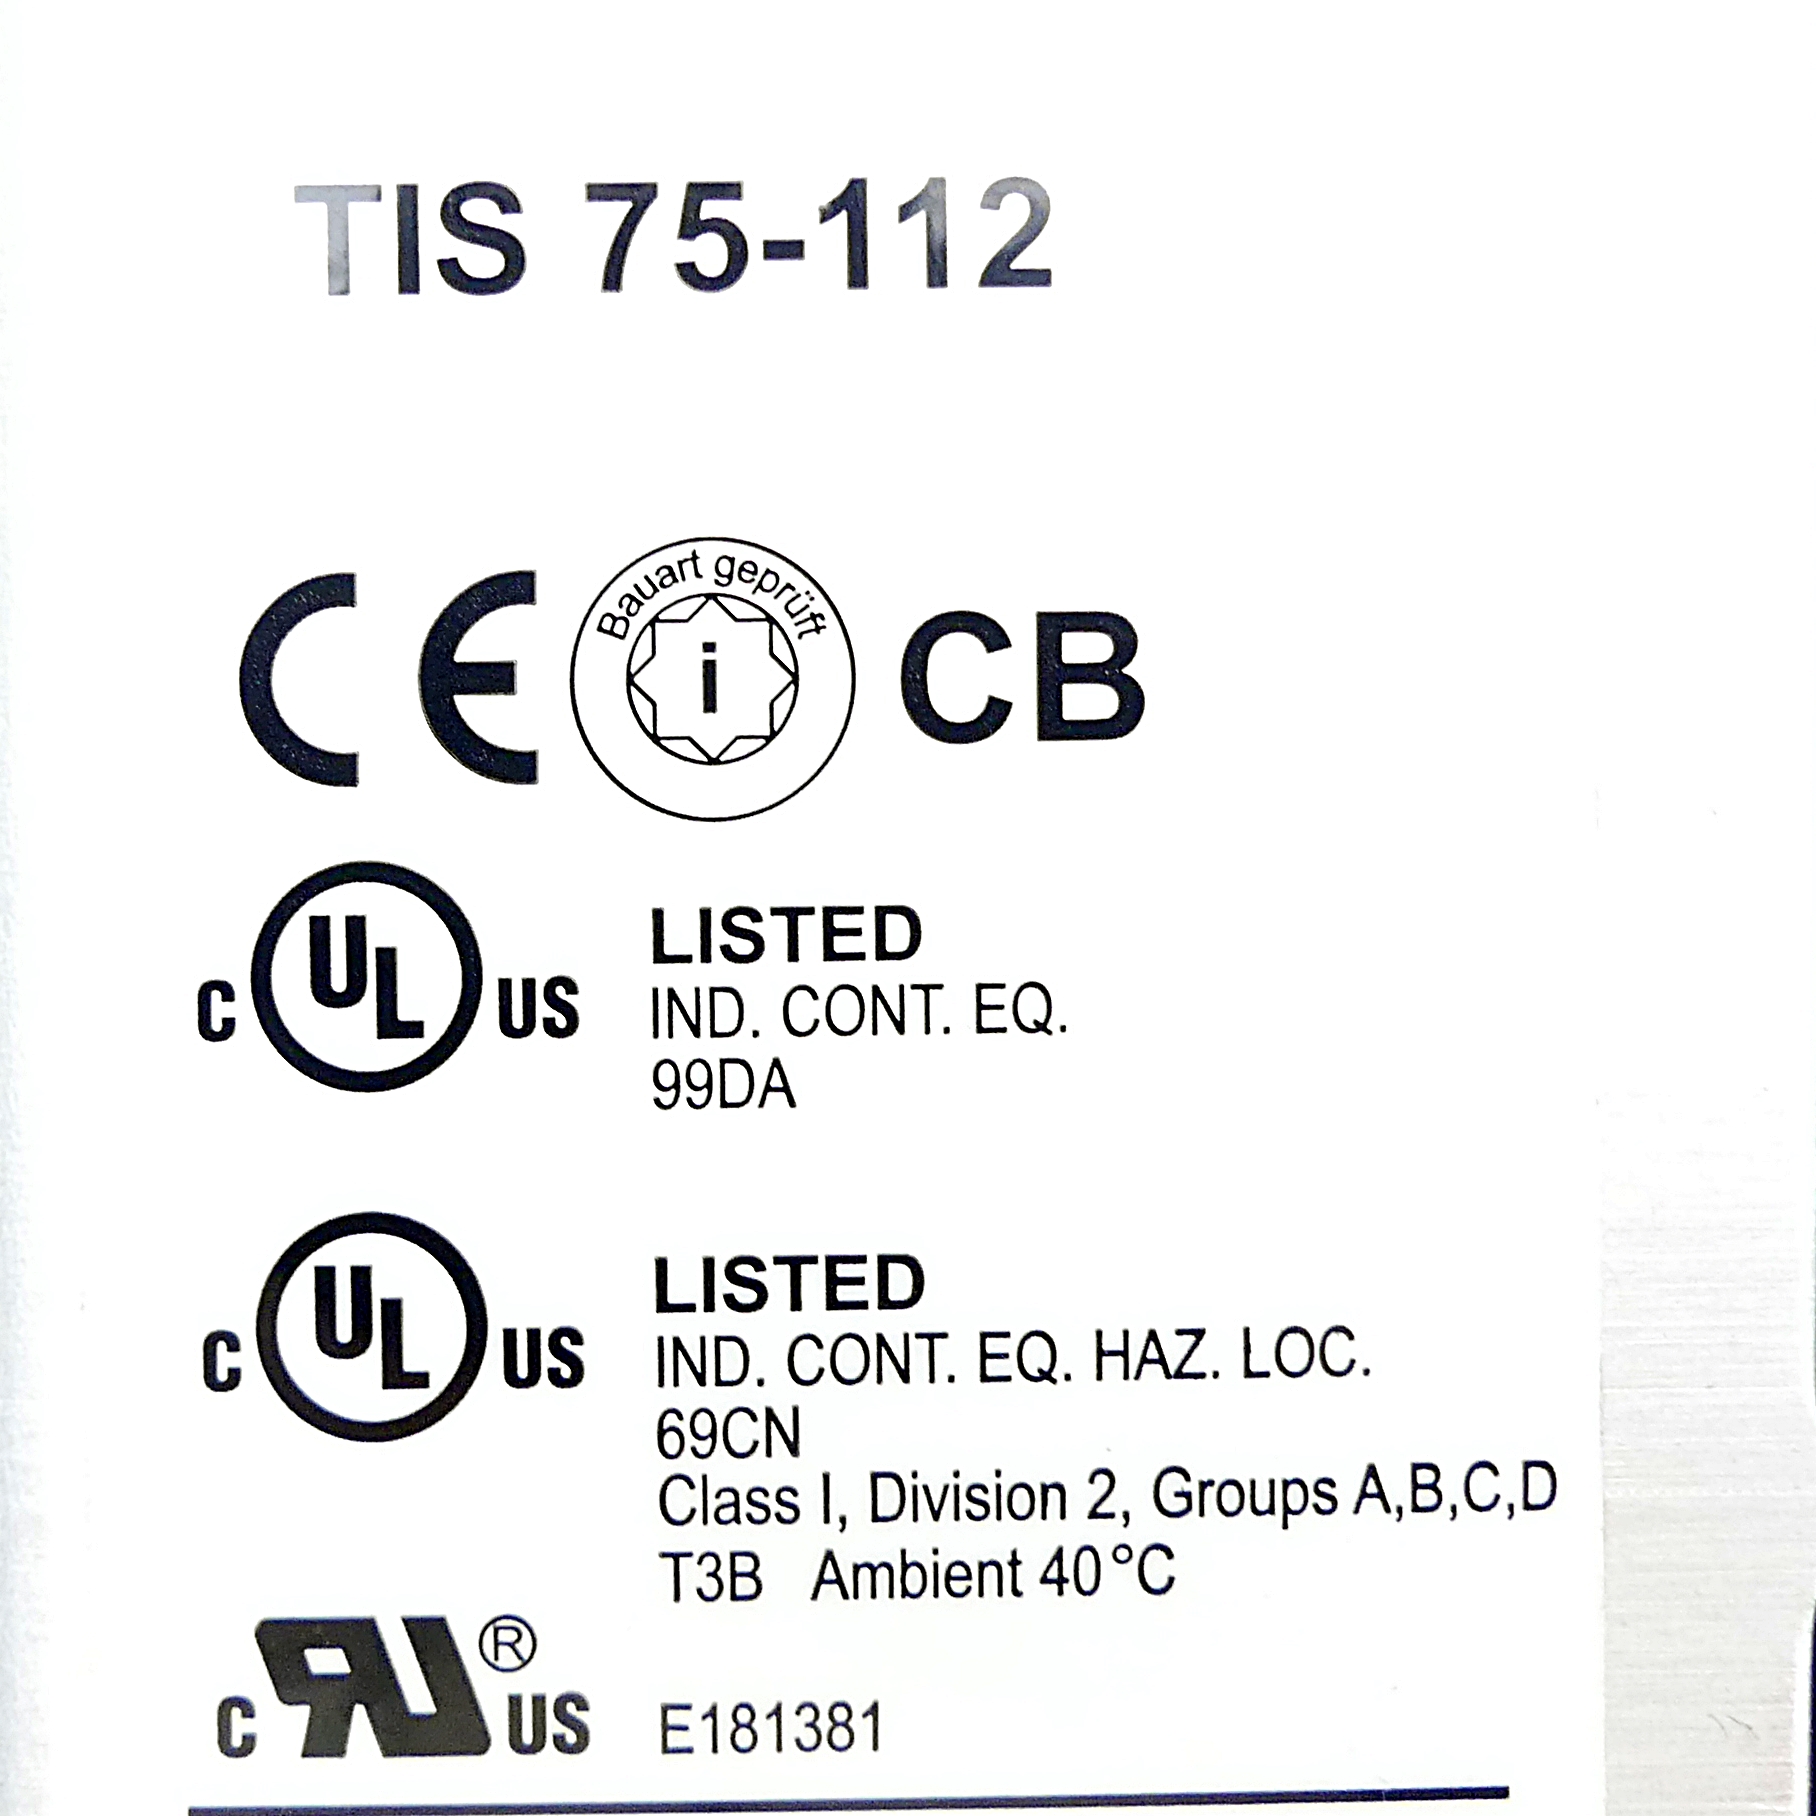 TIS 75-112
CE Bauart geprüft i CB
C UL US LISTED
IND. CONT. EQ.
99DA
C UL US LISTED
IND. CONT. EQ. HAZ. LOC.
69CN
Class I, Division 2, Groups A,B,C,D
T3B Ambient 40°C
C RU® US E181381